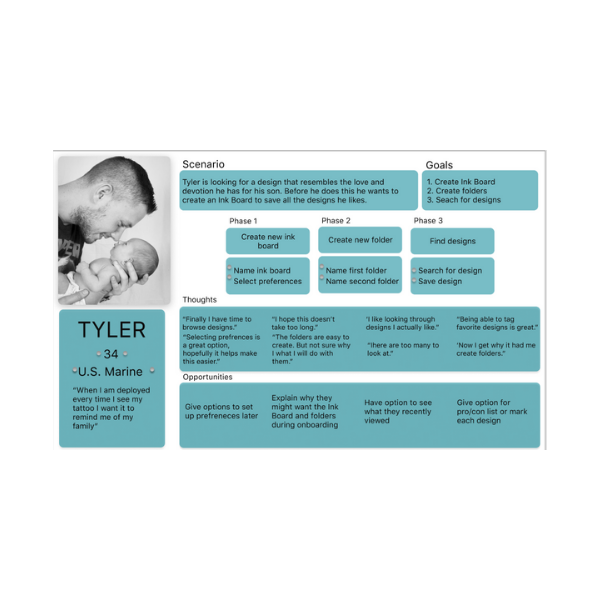 Scenario
Tyler is looking for a design that resembles the love and
devotion he has for his son. Before he does this he wants to
create an Ink Board to save all the designs he likes.
Goals
1. Create Ink Board
2. Create folders
3. Seach for designs
Phase 1
Create new ink
board
Name ink board
Select preferences
Phase 2
Create new folder
Name first folder
Name second folder
Phase 3
Find designs
Search for design
Save design
TYLER
34
U.S. Marine
"When I am deployed
every time I see my
tattoo I want it to
remind me of my
family"
Thoughts
"Finally I have time to
browse designs."
"Selecting prefrences is
a great option,
hopefully it helps make
this easier."
"I hope this doesn't
take too long."
"The folders are easy to
create. But not sure why
I what I will do with
them."
"I like looking through
designs I actually like."
"there are too many to
look at."
"Being able to tag
favorite designs is great."
'Now I get why it had me
create folders."
Opportunities
Give options to set
up prefreneces later
Explain why they
might want the Ink
Board and folders
during onboarding
Have option to see
what they recently
viewed
Give option for
pro/con list or mark
each design